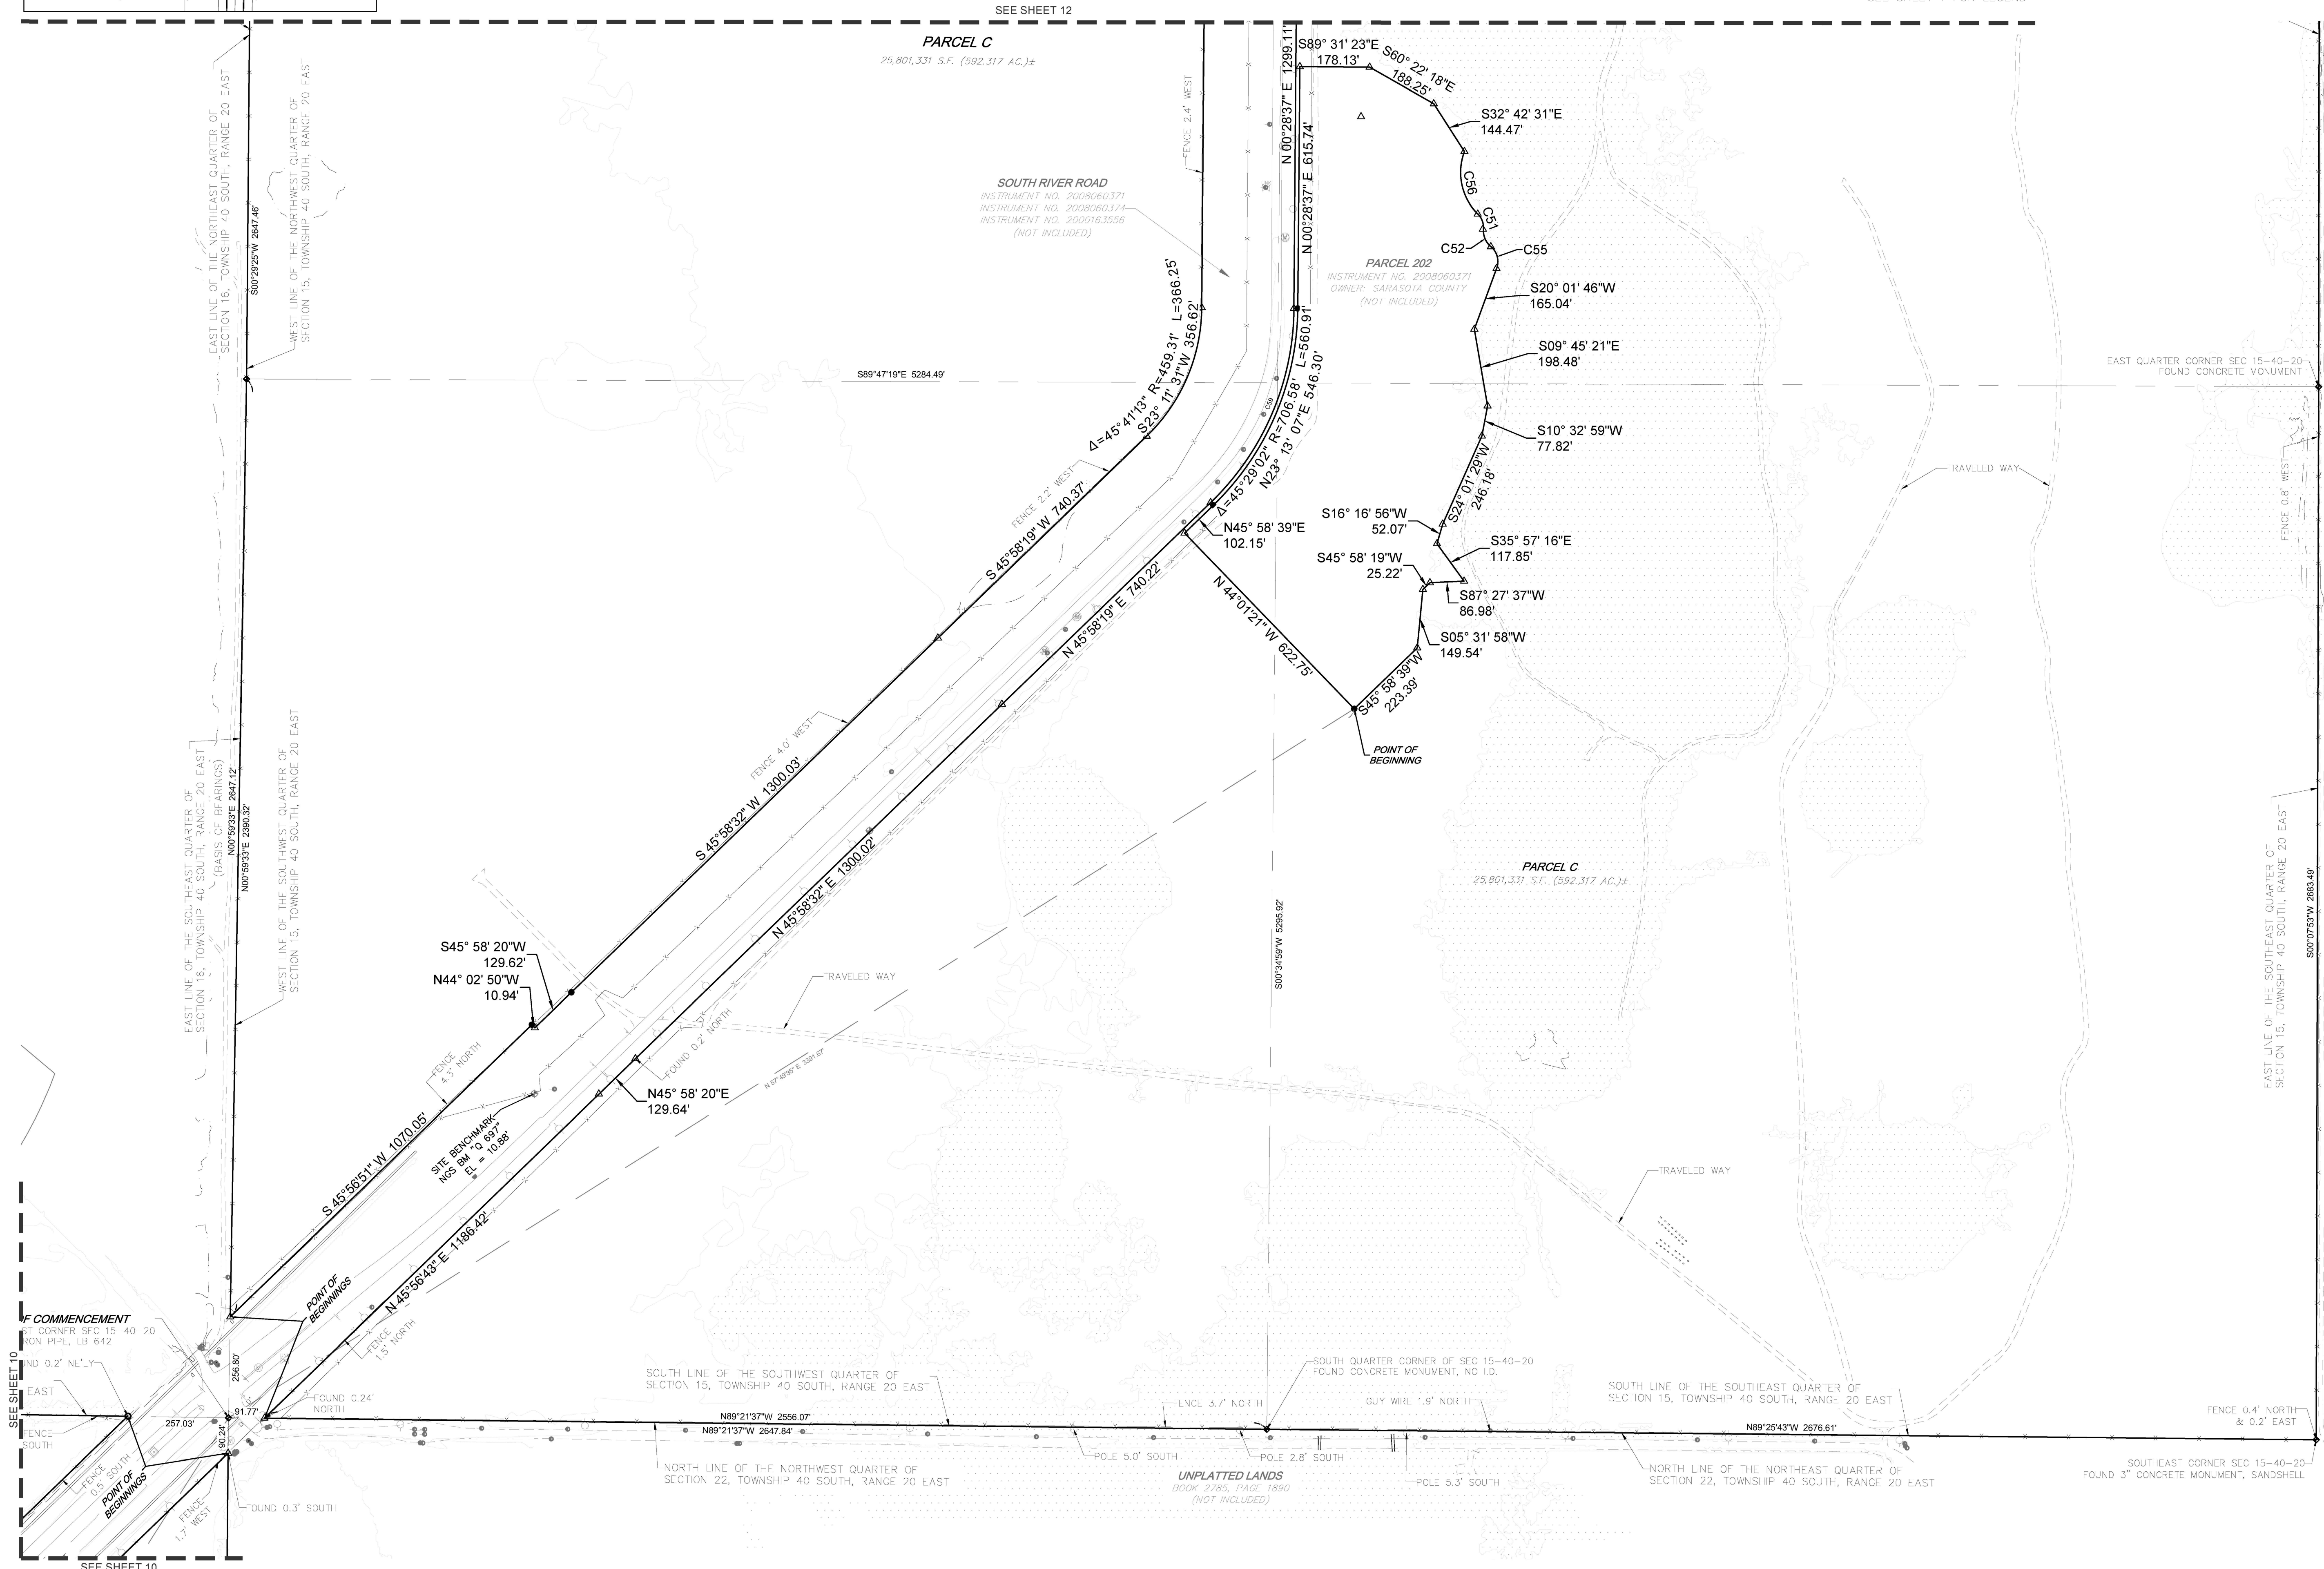 SEE SHEET 12
PARCEL C
25,801,331 S.F. (592.317 AC.)±
EAST LINE OF THE NORTHEAST QUARTER OF
SECTION 16, TOWNSHIP 40 SOUTH, RANGE 20 EAST
S00°29'25"W 2647.46'
WEST LINE OF THE NORTHWEST QUARTER OF
SECTION 15, TOWNSHIP 40 SOUTH, RANGE 20 EAST
FENCE 2.4' WEST
SOUTH RIVER ROAD
INSTRUMENT NO. 2008060371
INSTRUMENT NO. 2008060374
INSTRUMENT NO. 2000163556
(NOT INCLUDED)
N 00°28'37" E 1299.11'
N 00°28'37" E 615.74'
S89° 31' 23"E
178.13'
S60° 22' 18"E
188.25'
S32° 42' 31"E
144.47'
C56
C51
C52
C55
PARCEL 202
INSTRUMENT NO. 2008060371
OWNER: SARASOTA COUNTY
(NOT INCLUDED)
S20° 01' 46"W
165.04'
S09° 45' 21"E
198.48'
S10° 32' 59"W
77.82'
S24° 01' 29"W
246.18'
S16° 16' 56"W
52.07'
S35° 57' 16"E
117.85'
S45° 58' 19"W
25.22'
S87° 27' 37"W
86.98'
S05° 31' 58"W
149.54'
S45° 58' 39"W
223.39'
POINT OF
BEGINNING
N 44°01'21" W 622.75'
N45° 58' 39"E
102.15'
Δ=45°29'02" R=706.58' L=560.91'
N23° 13' 07"E 546.30'
C59
Δ=45°41'13" R=459.31' L=366.25'
S23° 11' 31"W 356.62'
S89°47'19"E 5284.49'
EAST QUARTER CORNER SEC 15-40-20
FOUND CONCRETE MONUMENT
TRAVELED WAY
FENCE 0.8' WEST
FENCE 2.2' WEST
S 45°58'19" W 740.37'
N 45°58'19" E 740.22'
FENCE 4.0' WEST
S 45°58'32" W 1300.03'
N 45°58'32" E 1300.02'
EAST LINE OF THE SOUTHEAST QUARTER OF
SECTION 16, TOWNSHIP 40 SOUTH, RANGE 20 EAST
(BASIS OF BEARINGS)
N00°59'33"E 2647.12'
N00°59'33"E 2390.32'
WEST LINE OF THE SOUTHWEST QUARTER OF
SECTION 15, TOWNSHIP 40 SOUTH, RANGE 20 EAST
PARCEL C
25,801,331 S.F. (592.317 AC.)±
S00°34'59"W 5295.92'
EAST LINE OF THE SOUTHEAST QUARTER OF
SECTION 15, TOWNSHIP 40 SOUTH, RANGE 20 EAST
S00°07'53"W 2683.49'
S45° 58' 20"W
129.62'
N44° 02' 50"W
10.94'
TRAVELED WAY
FENCE
4.3' NORTH
FOUND 0.2' NORTH
N 57°49'35" E 3391.67'
N45° 58' 20"E
129.64'
SITE BENCHMARK
NGS BM "Q 697"
EL = 10.88'
S 45°56'51" W 1070.05'
N 45°56'43" E 1186.42'
TRAVELED WAY
POINT OF
BEGINNINGS
FENCE
1.5' NORTH
F COMMENCEMENT
ST CORNER SEC 15-40-20
RON PIPE, LB 642
ND 0.2' NE'LY
EAST
SEE SHEET 10
FENCE
SOUTH
257.03'
256.80'
91.77'
90.24'
FOUND 0.24'
NORTH
SOUTH LINE OF THE SOUTHWEST QUARTER OF
SECTION 15, TOWNSHIP 40 SOUTH, RANGE 20 EAST
N89°21'37"W 2556.07'
N89°21'37"W 2647.84'
FENCE 3.7' NORTH
SOUTH QUARTER CORNER OF SEC 15-40-20
FOUND CONCRETE MONUMENT, NO I.D.
GUY WIRE 1.9' NORTH
SOUTH LINE OF THE SOUTHEAST QUARTER OF
SECTION 15, TOWNSHIP 40 SOUTH, RANGE 20 EAST
N89°25'43"W 2676.61'
FENCE 0.4' NORTH
& 0.2' EAST
NORTH LINE OF THE NORTHWEST QUARTER OF
SECTION 22, TOWNSHIP 40 SOUTH, RANGE 20 EAST
POLE 5.0' SOUTH
POLE 2.8' SOUTH
UNPLATTED LANDS
BOOK 2785, PAGE 1890
(NOT INCLUDED)
POLE 5.3' SOUTH
NORTH LINE OF THE NORTHEAST QUARTER OF
SECTION 22, TOWNSHIP 40 SOUTH, RANGE 20 EAST
SOUTHEAST CORNER SEC 15-40-20
FOUND 3" CONCRETE MONUMENT, SANDSHELL
FENCE
0.5' SOUTH
POINT OF
BEGINNINGS
FENCE
1.7' WEST
FOUND 0.3' SOUTH
SEE SHEET 10